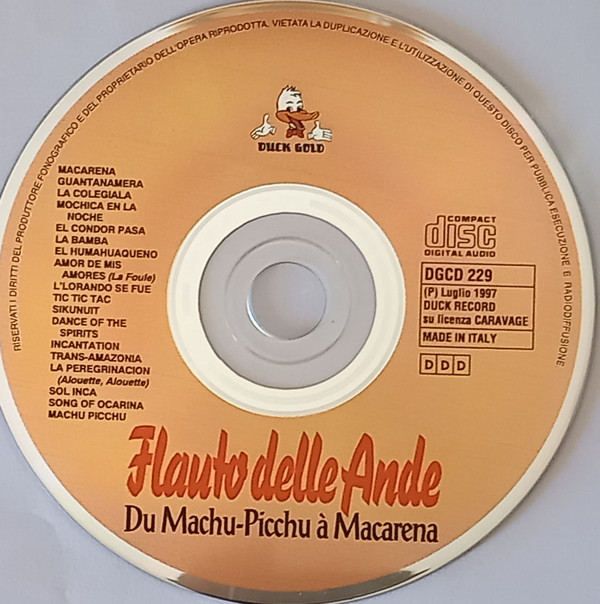 RISERVATI I DIRITTI DEL PRODUTTORE FONOGRAFICO E DEL PROPRIETARIO DELL'OPERA RIPRODOTTA. VIETATA LA DUPLICAZIONE E L'UTILIZZAZIONE DI QUESTO DISCO PER PUBBLICA ESECUZIONE E RADIODIFFUSIONE
DUCK GOLD
MACARENA
GUANTANAMERA
LA COLEGIALA
MOCHICA EN LA
NOCHE
EL CONDOR PASA
LA BAMBA
EL HUMAHUAQUENO
AMOR DE MIS
AMORES (La Foule)
L'LORANDO SE FUE
TIC TIC TAC
SIKUNUIT
DANCE OF THE
SPIRITS
INCANTATION
TRANS-AMAZONIA
LA PEREGRINACION
(Alouette, Alouette)
SOL INCA
SONG OF OCARINA
MACHU PICCHU
COMPACT
disc
DIGITAL AUDIO
DGCD 229
(P) Luglio 1997
DUCK RECORD
su licenza CARAVAGE
MADE IN ITALY
D D D
Flauto delle Ande
Du Machu-Picchu à Macarena